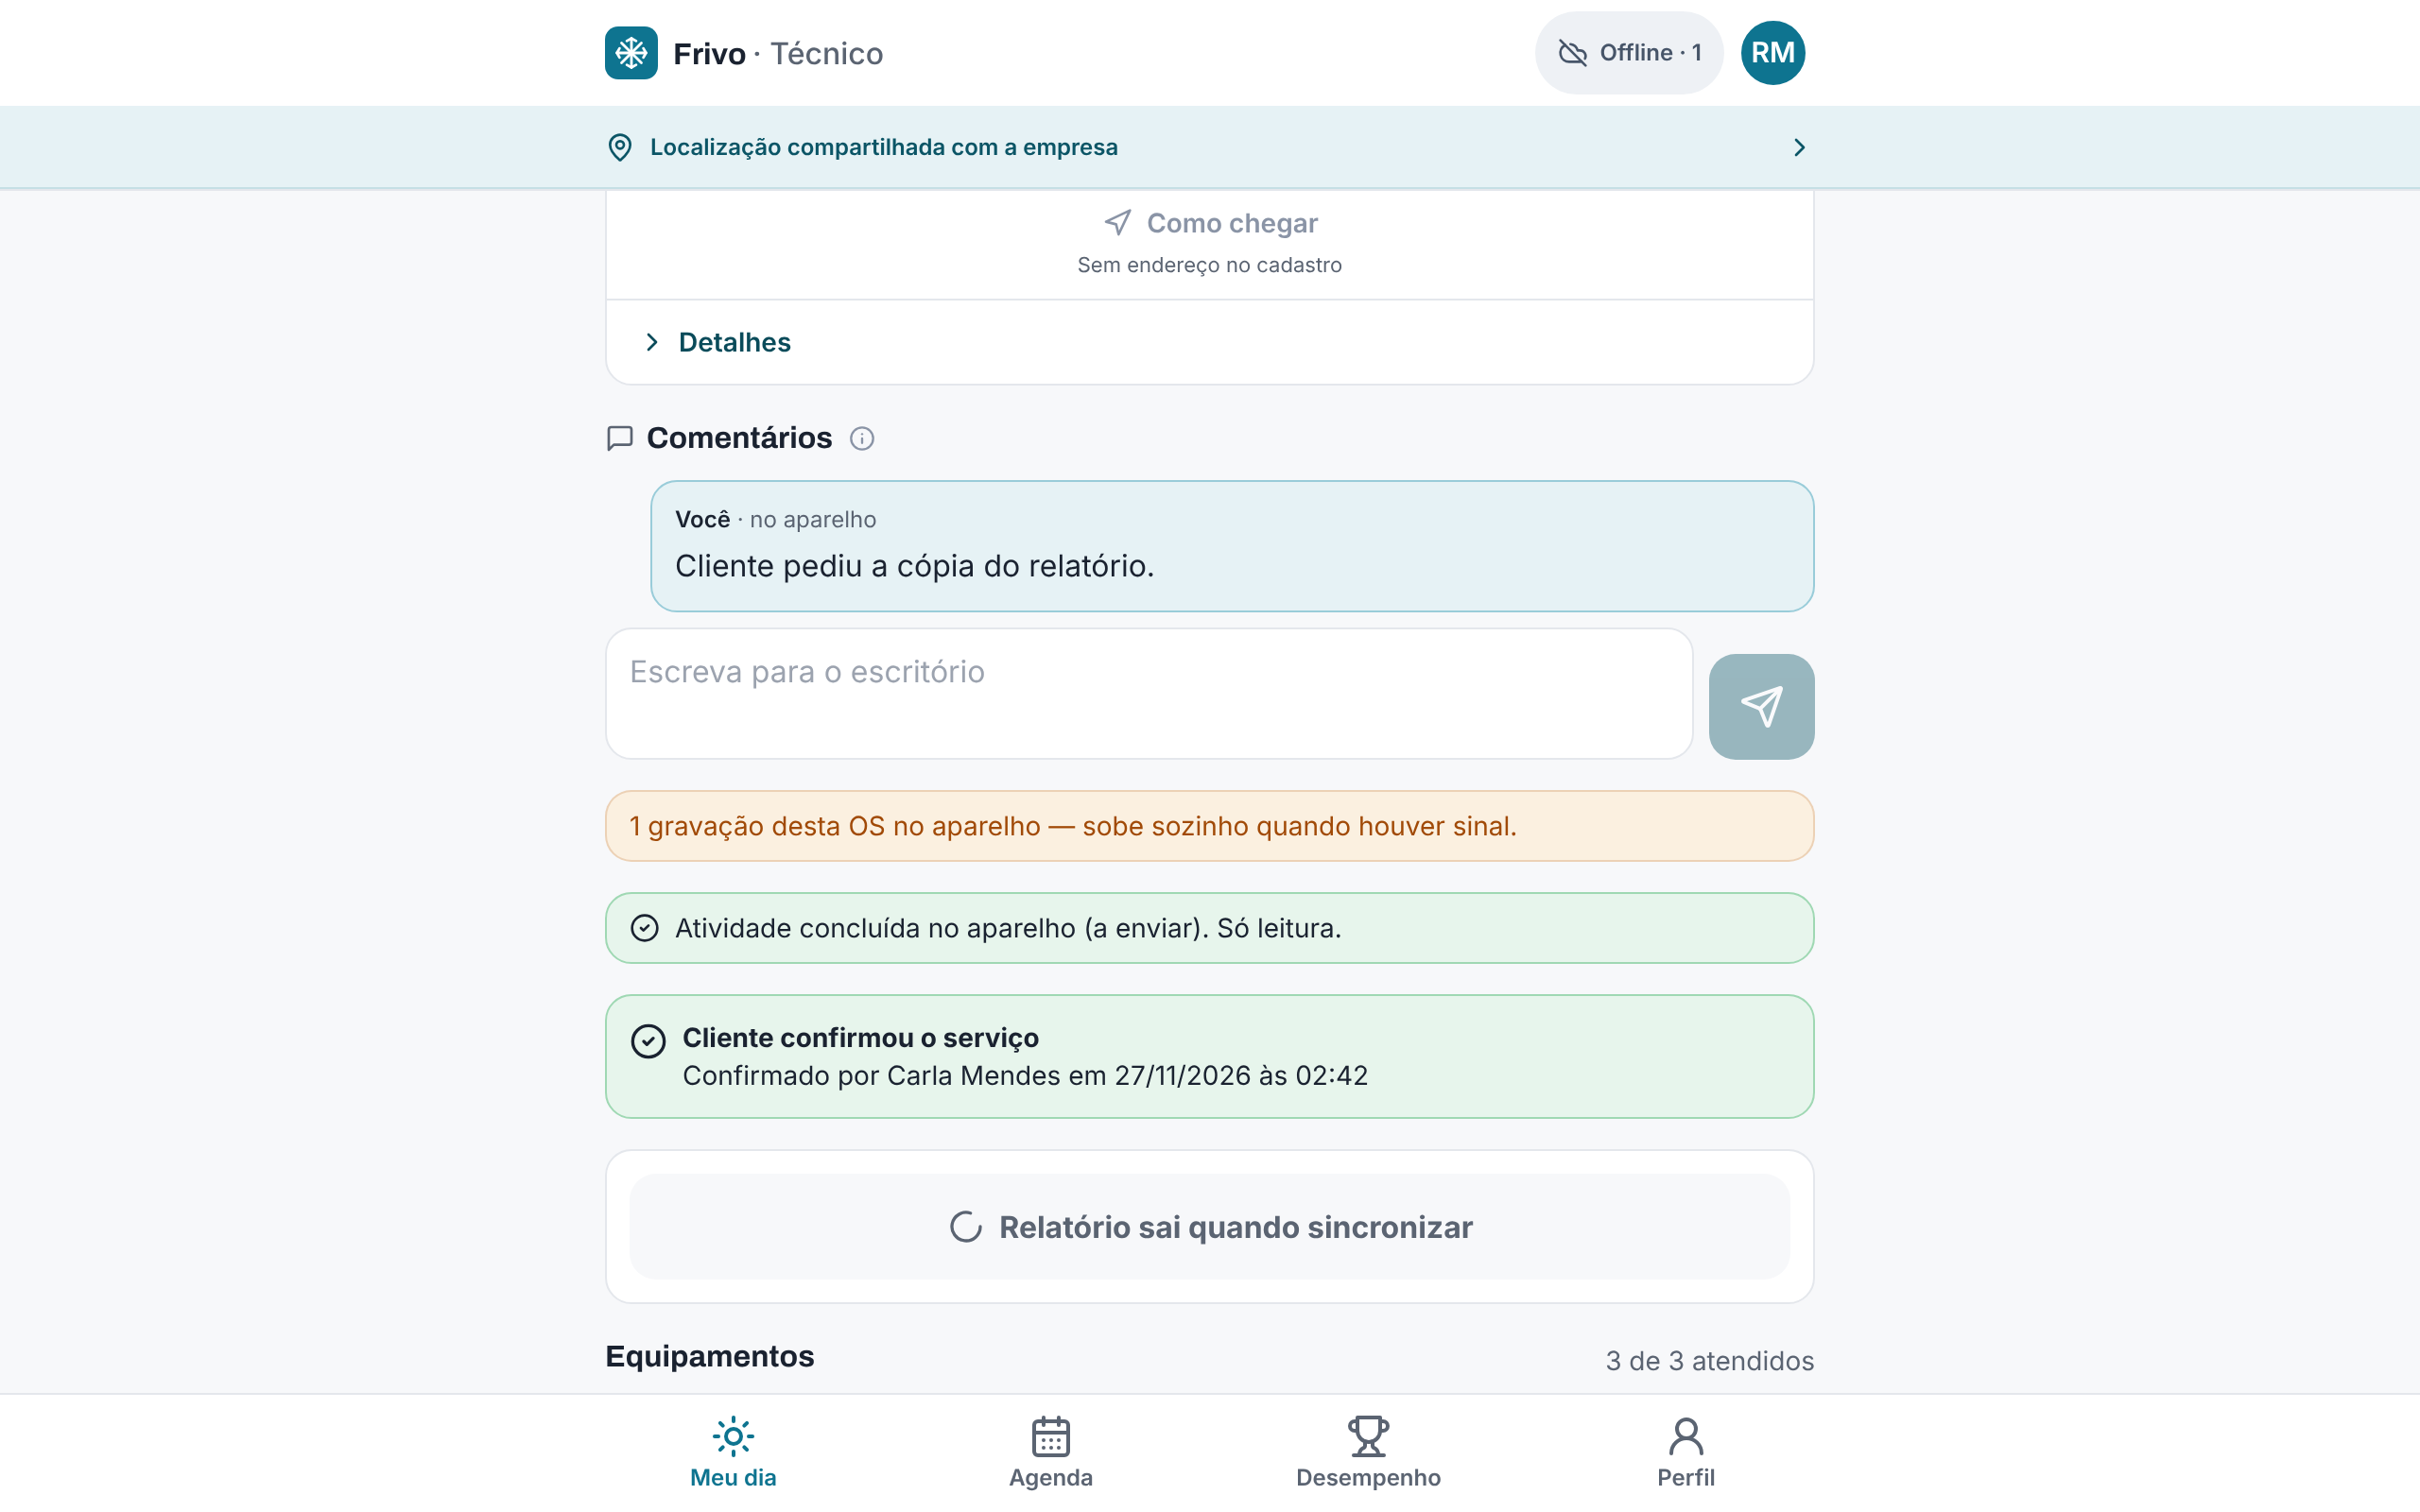 Frivo · Técnico
Offline · 1
RM
Localização compartilhada com a empresa
Como chegar
Sem endereço no cadastro
Detalhes
Comentários
Você · no aparelho
Cliente pediu a cópia do relatório.
Escreva para o escritório
1 gravação desta OS no aparelho — sobe sozinho quando houver sinal.
Atividade concluída no aparelho (a enviar). Só leitura.
Cliente confirmou o serviço
Confirmado por Carla Mendes em 27/11/2026 às 02:42
Relatório sai quando sincronizar
Equipamentos
3 de 3 atendidos
Meu dia
Agenda
Desempenho
Perfil